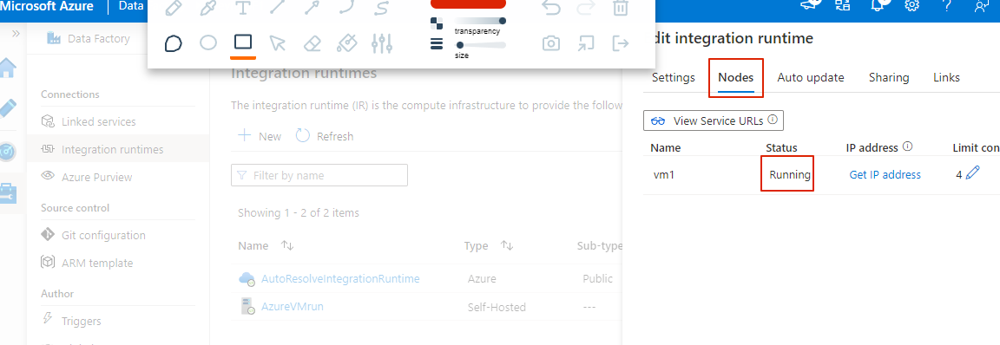 Microsoft Azure
Data
transparency
size
Data Factory
Connections
Linked services
Integration runtimes
Azure Purview
Source control
Git configuration
ARM template
Author
Triggers
Integration runtimes
The integration runtime (IR) is the compute infrastructure to provide the follow
New
Refresh
Filter by name
Showing 1 - 2 of 2 items
Name Type Sub-type
AutoResolveIntegrationRuntime Azure Public
AzureVMrun Self-Hosted ---
dit integration runtime
Settings Nodes Auto update Sharing Links
View Service URLs
Name Status IP address Limit con
vm1 Running Get IP address 4